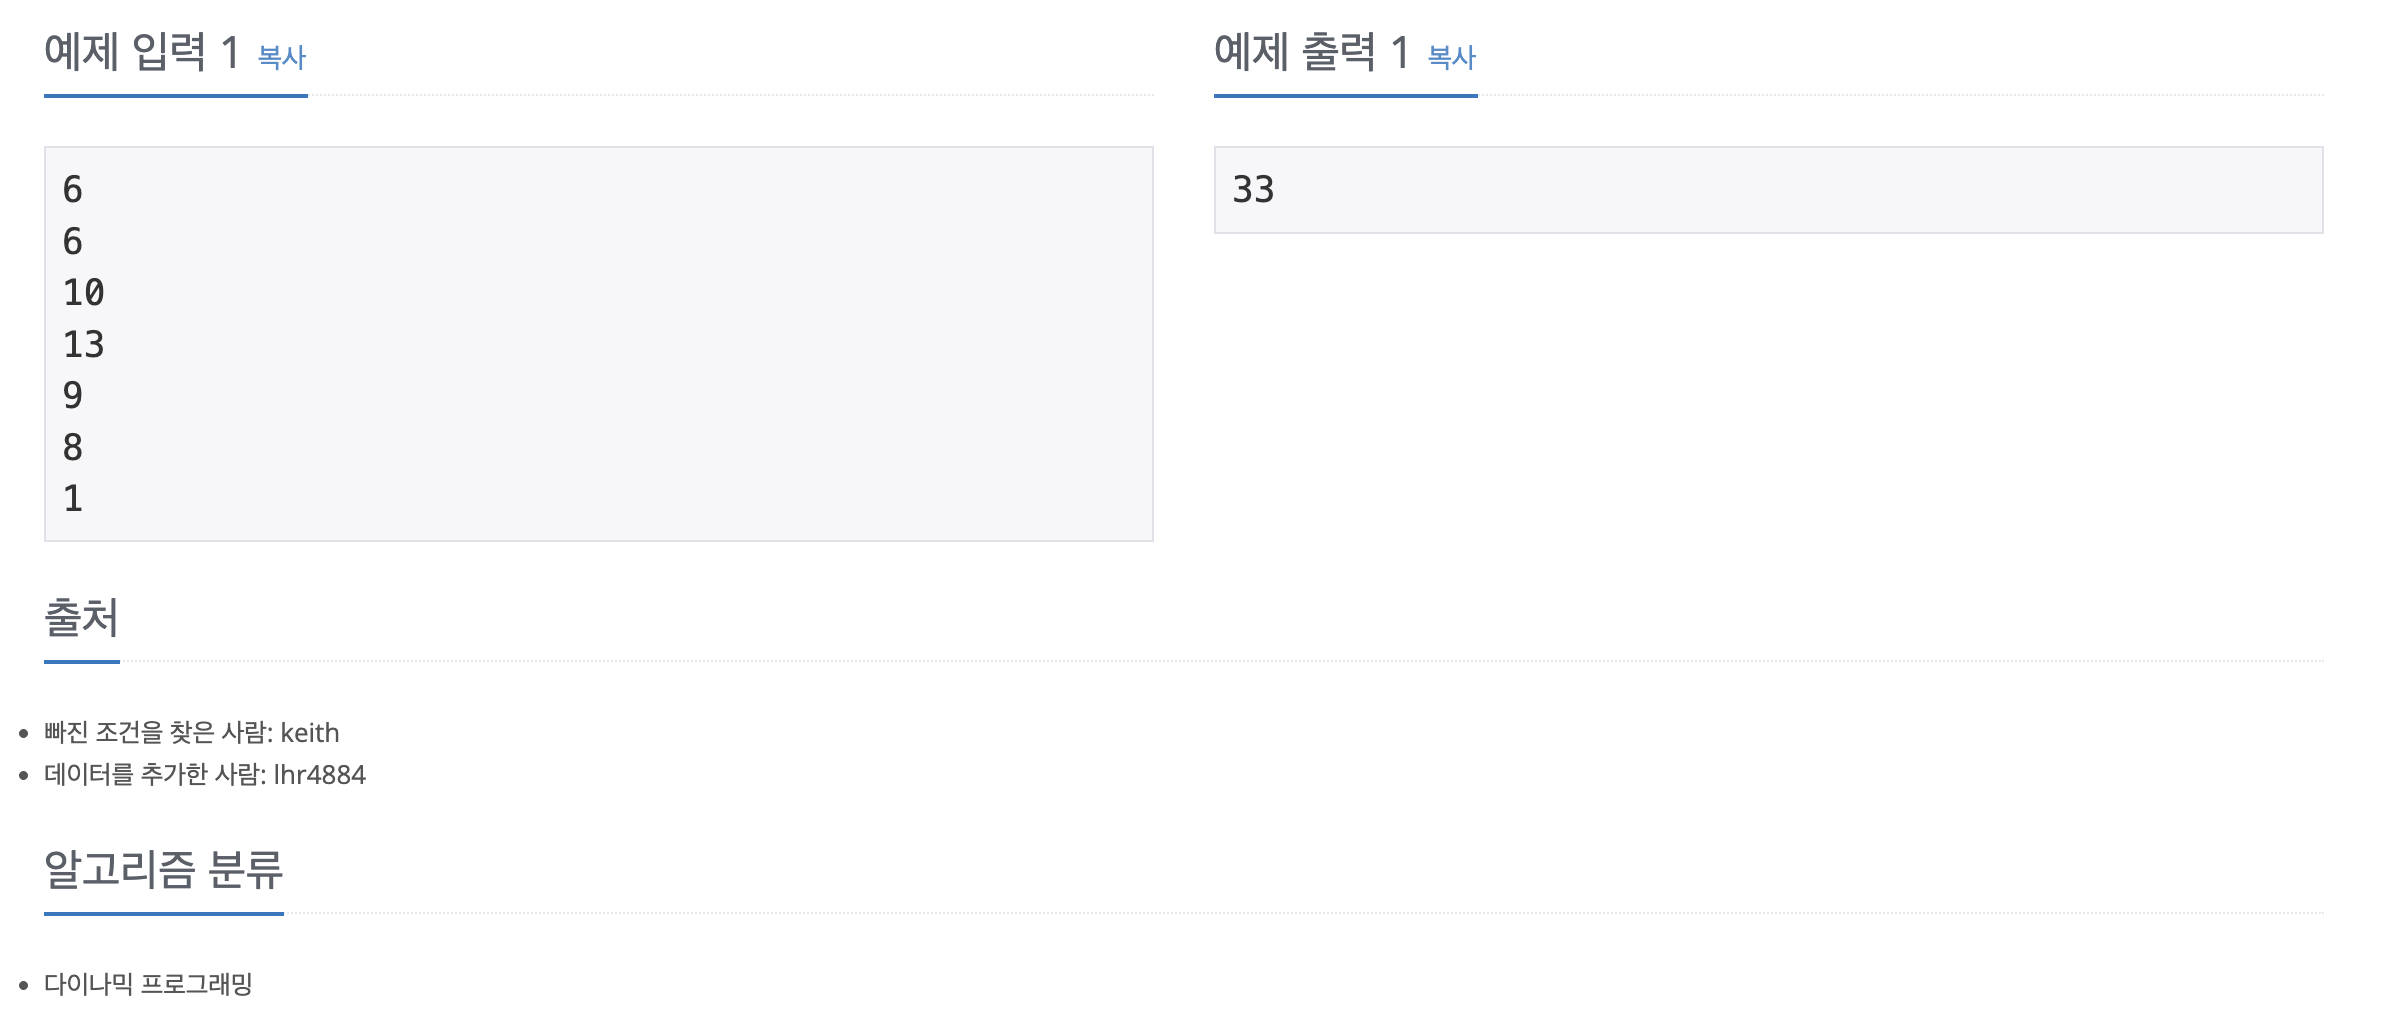 예제 입력 1 복사
6
6
10
13
9
8
1
예제 출력 1 복사
33
출처
빠진 조건을 찾은 사람: keith
데이터를 추가한 사람: lhr4884
알고리즘 분류
다이나믹 프로그래밍